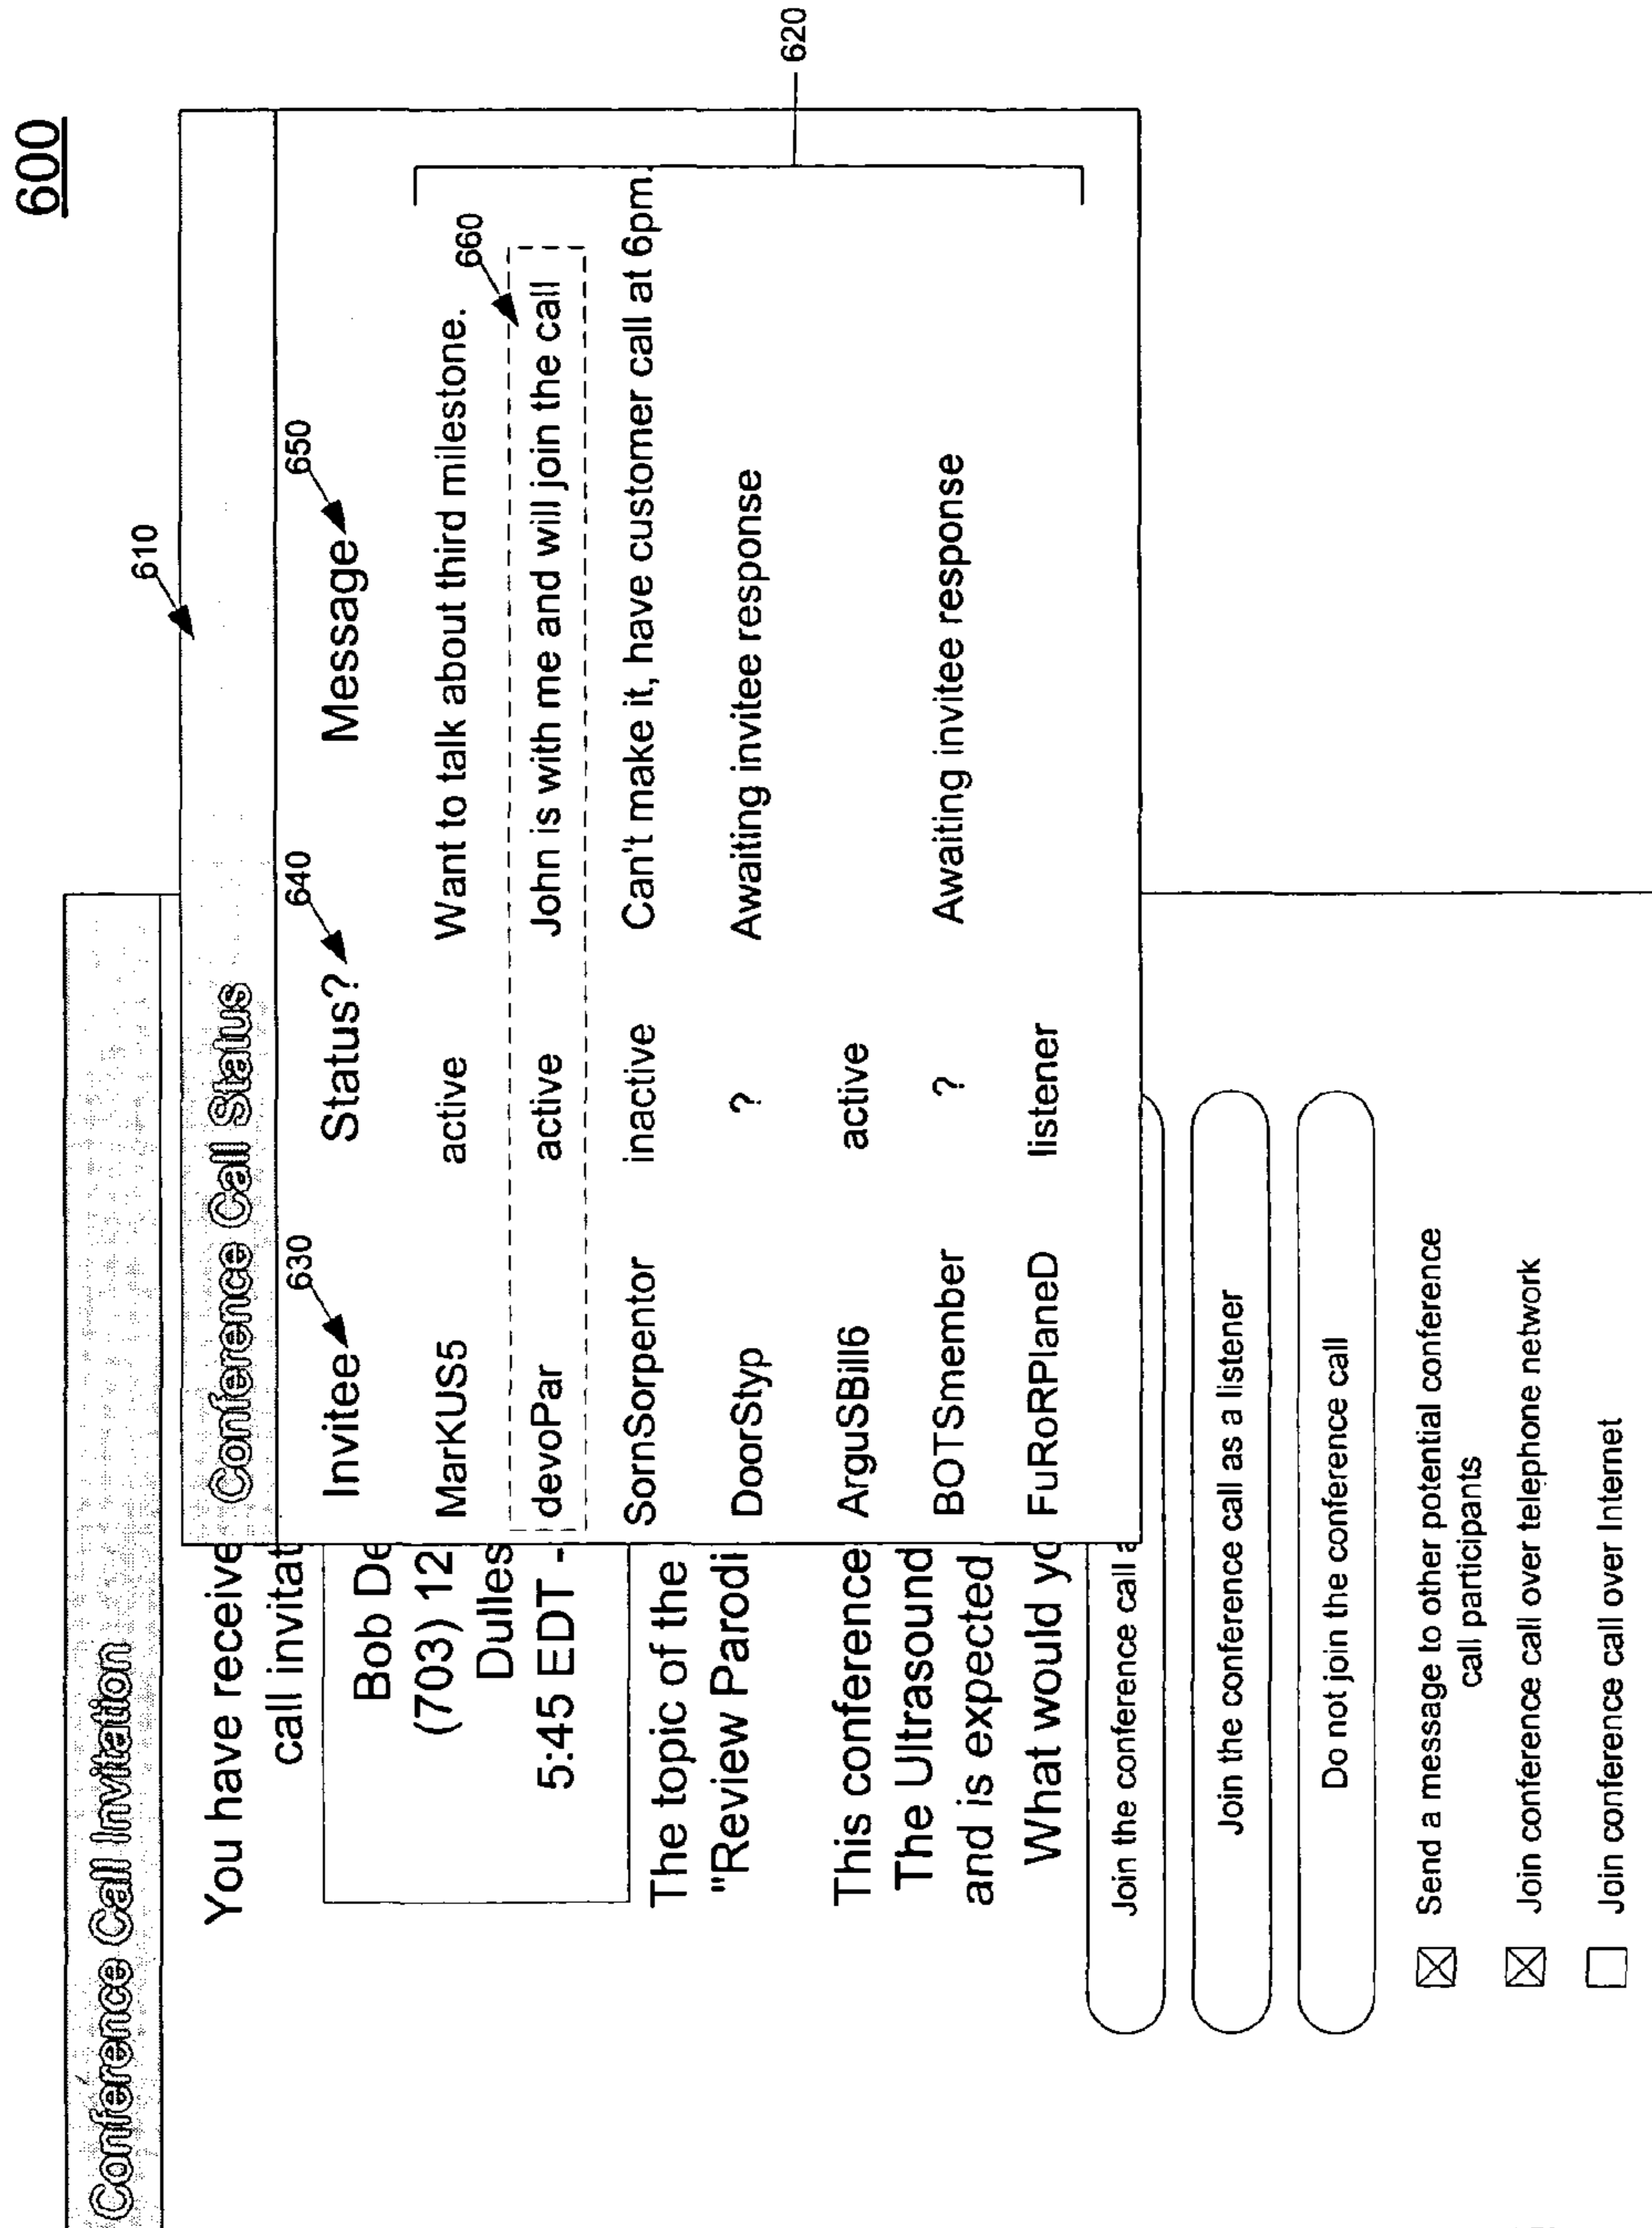 600
Conference Call Invitation
610
You have receive
call invitat
Bob De
(703) 12
Dulles
5:45 EDT -
The topic of the
"Review Parodi
This conference
The Ultrasound
and is expected
What would yo
Join the conference call a
Join the conference call as a listener
Do not join the conference call
Send a message to other potential conference
call participants
Join conference call over telephone network
Join conference call over Internet
Conference Call Status
630 640 650
Invitee Status? Message
MarKUS5 active Want to talk about third milestone.
660
devoPar active John is with me and will join the call
SornSorpentor inactive Can't make it, have customer call at 6pm.
DoorStyp ? Awaiting invitee response
ArguSBill6 active
BOTSmember ? Awaiting invitee response
FuRoRPlaneD listener
620